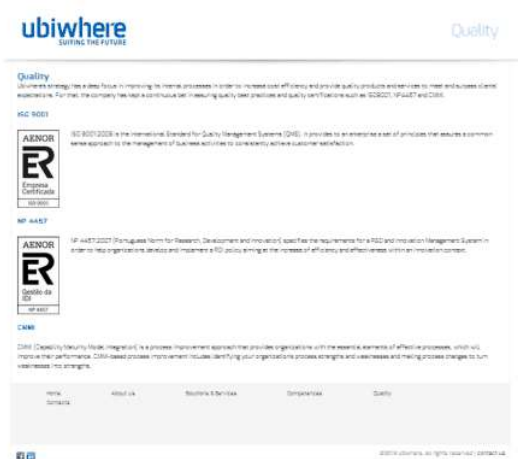 ubiwhere
SUITING THE FUTURE
Quality
Quality
Ubiwhere's strategy has a deep focus in improving its internal processes in order to increase cost efficiency and provide quality products and services to meet and surpass clients'
expectations. For that, the company has kept a continuous bet in assuring quality best practices and quality certifications such as ISO9001, NP4457 and CMMI.
ISO 9001
AENOR
ER
Empresa
Certificada
ISO 9001
ISO 9001:2008 is the International Standard for Quality Management Systems (QMS). It provides to an enterprise a set of principles that assures a common
sense approach to the management of business activities to consistently achieve customer satisfaction.
NP 4457
AENOR
ER
Gestão da
IDI
NP 4457
NP 4457:2007 (Portuguese Norm for Research, Development and Innovation) specifies the requirements for a R&D and Innovation Management System in
order to help organizations develop and implement a RDI policy aiming at the increase of efficiency and effectiveness within an innovation context.
CMMI
CMMI (Capability Maturity Model Integration) is a process improvement approach that provides organizations with the essential elements of effective processes, which will
improve their performance. CMMI-based process improvement includes identifying your organization's process strengths and weaknesses and making process changes to turn
weaknesses into strengths.
Home About Us Solutions & Services Competences Quality
Contacts
ubiwhere, all rights reserved | contact us